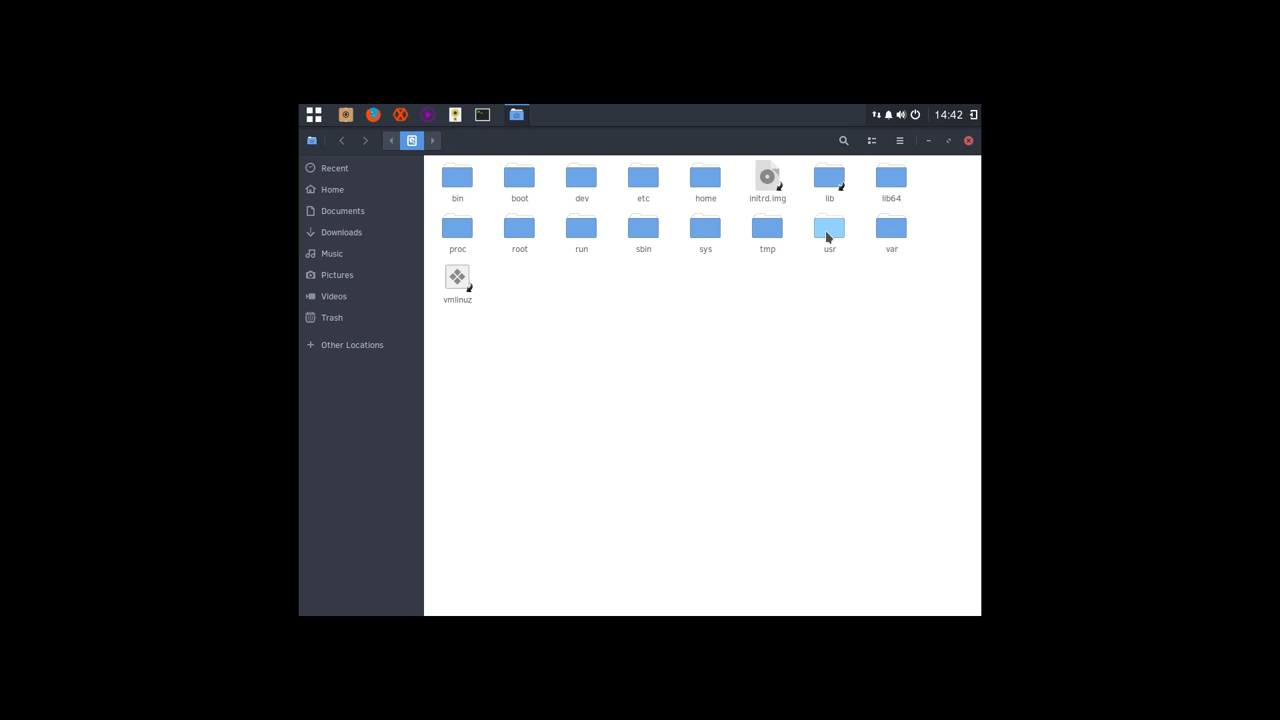 14:42
Recent
Home
Documents
Downloads
Music
Pictures
Videos
Trash
Other Locations
bin boot dev etc home initrd.img lib lib64
proc root run sbin sys tmp usr var
vmlinuz